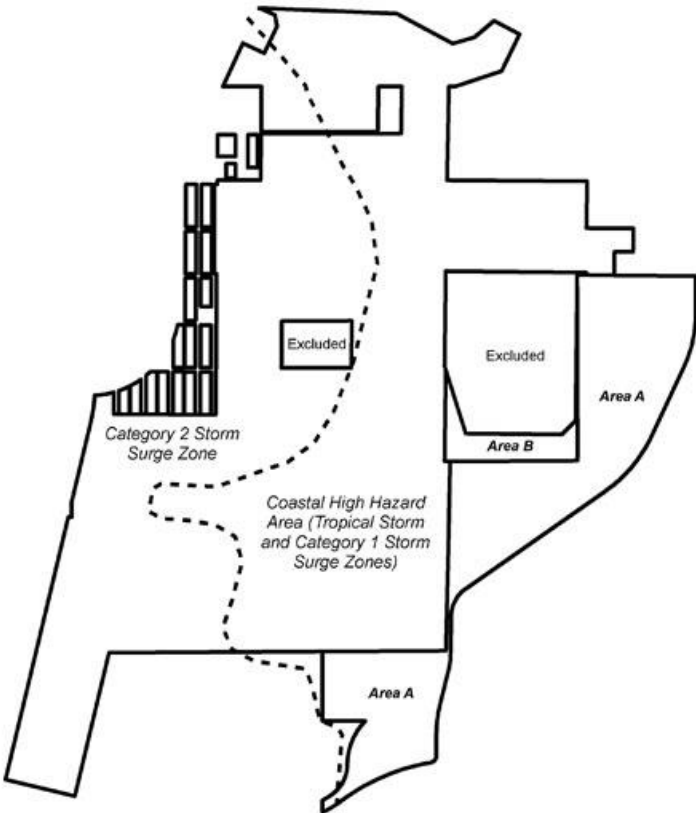 Excluded
Excluded
Area A
Category 2 Storm
Surge Zone
Area B
Coastal High Hazard
Area (Tropical Storm
and Category 1 Storm
Surge Zones)
Area A